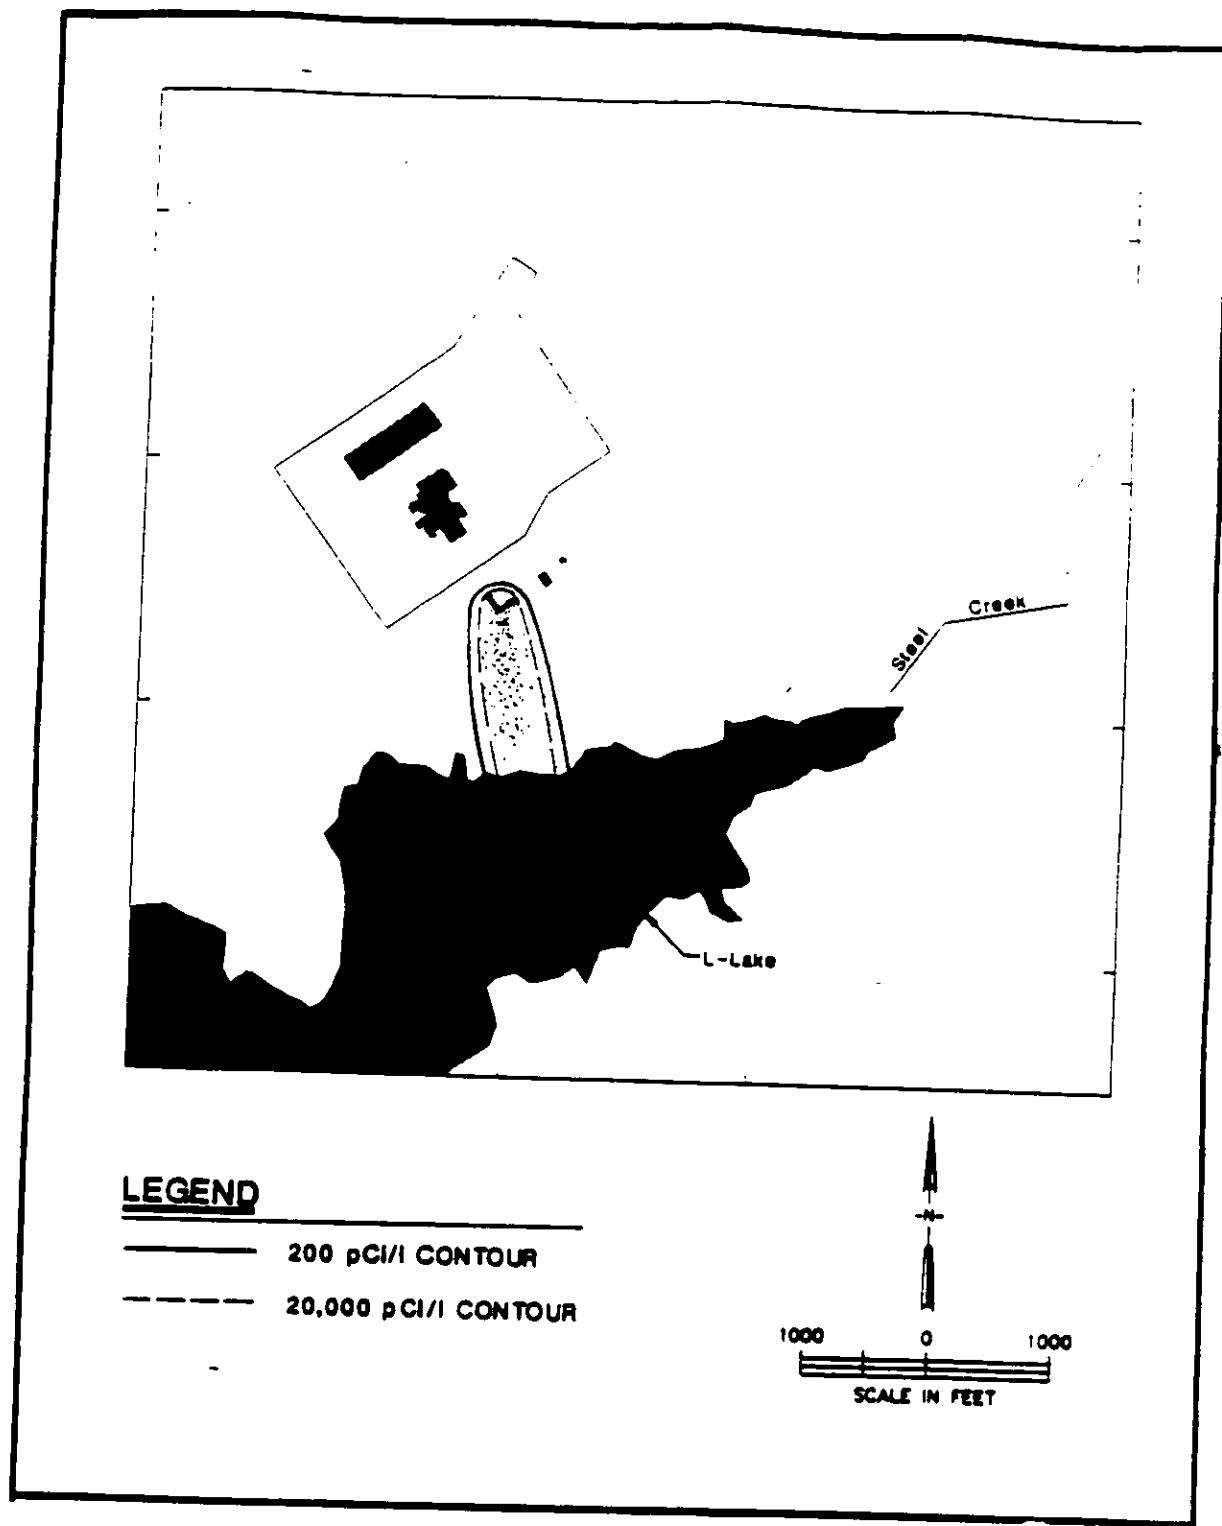 Steel Creek
L-Lake
LEGEND
200 pCi/l CONTOUR
20,000 pCi/l CONTOUR
-N-
1000 0 1000
SCALE IN FEET